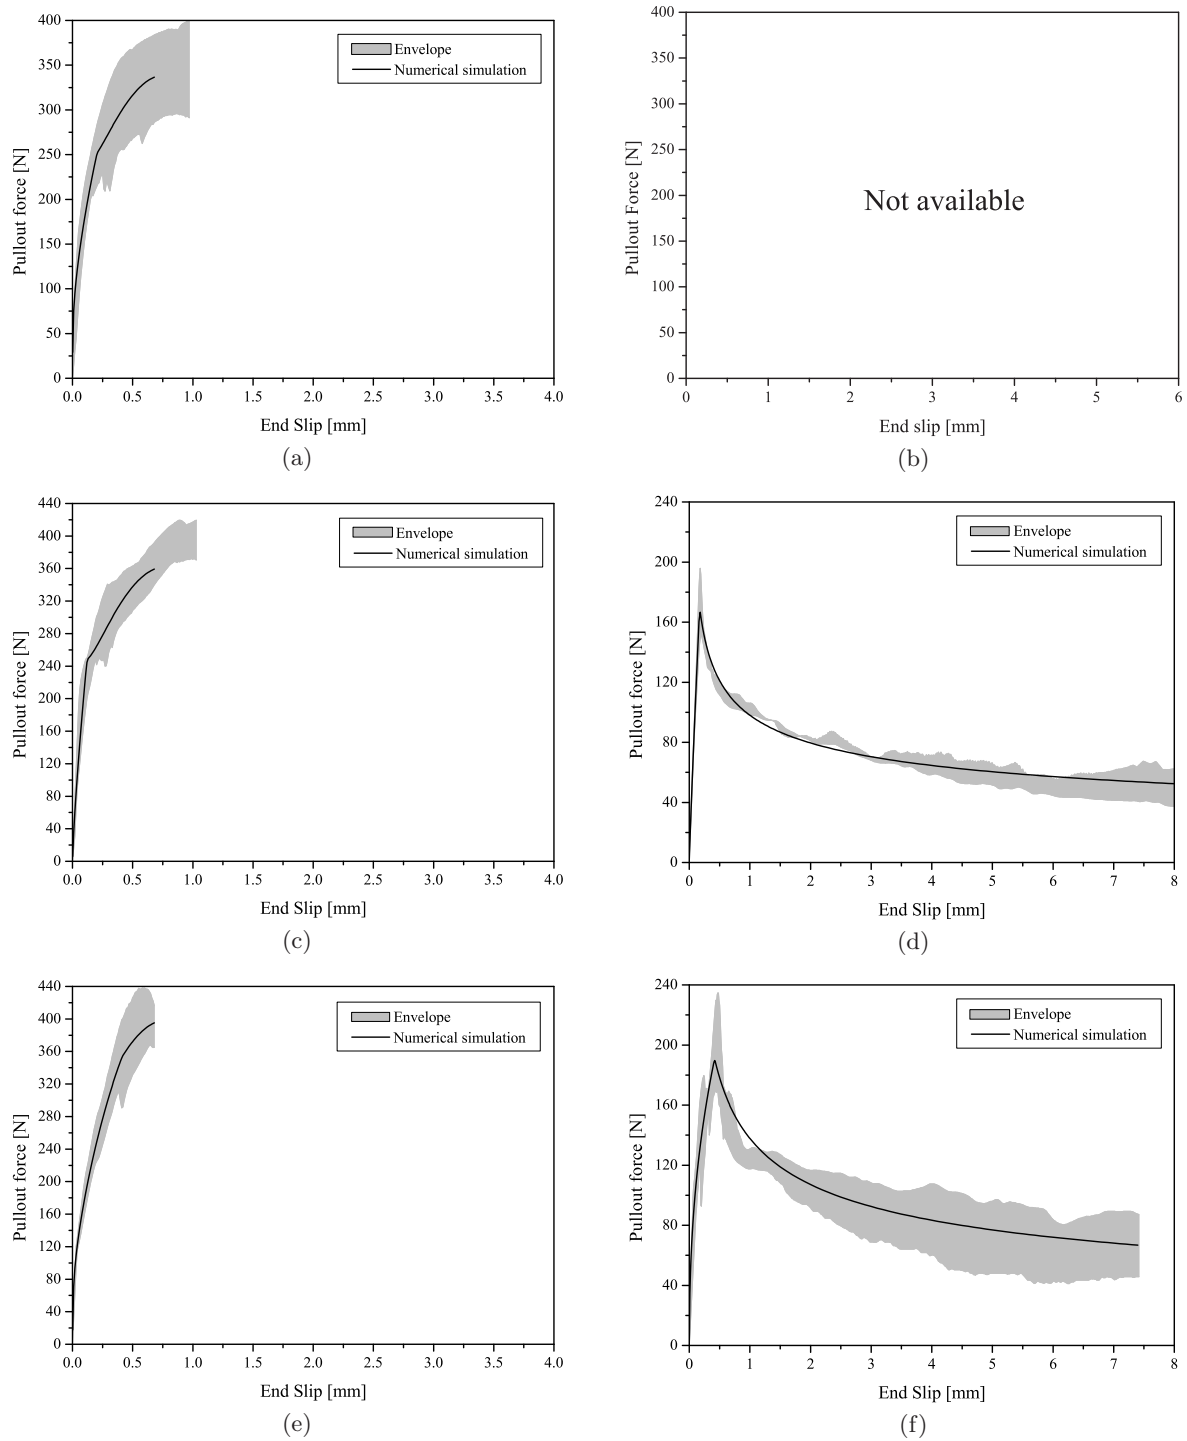 400
350
300
250
200
150
100
50
0
Pullout force [N]
Envelope
Numerical simulation
0.0 0.5 1.0 1.5 2.0 2.5 3.0 3.5 4.0
End Slip [mm]
(a)
400
350
300
250
200
150
100
50
0
Pullout Force [N]
Not available
0 1 2 3 4 5 6
End slip [mm]
(b)
440
400
360
320
280
240
200
160
120
80
40
0
Pullout force [N]
Envelope
Numerical simulation
0.0 0.5 1.0 1.5 2.0 2.5 3.0 3.5 4.0
End Slip [mm]
(c)
240
200
160
120
80
40
0
Pullout force [N]
Envelope
Numerical simulation
0 1 2 3 4 5 6 7 8
End Slip [mm]
(d)
440
400
360
320
280
240
200
160
120
80
40
0
Pullout force [N]
Envelope
Numerical simulation
0.0 0.5 1.0 1.5 2.0 2.5 3.0 3.5 4.0
End Slip [mm]
(e)
240
200
160
120
80
40
0
Pullout force [N]
Envelope
Numerical simulation
0 1 2 3 4 5 6 7 8
End Slip [mm]
(f)